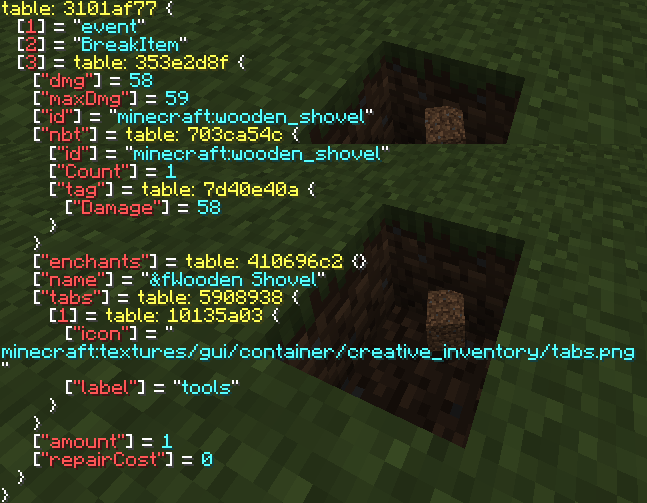 table: 3101af77 {
[1] = "event"
[2] = "BreakItem"
[3] = table: 353e2d8f {
["dmg"] = 58
["maxDmg"] = 59
["id"] = "minecraft:wooden_shovel"
["nbt"] = table: 703ca54c {
["id"] = "minecraft:wooden_shovel"
["Count"] = 1
["tag"] = table: 7d40e40a {
["Damage"] = 58
}
}
["enchants"] = table: 410696c2 {}
["name"] = "&fWooden Shovel"
["tabs"] = table: 5908938 {
[1] = table: 10135a03 {
["icon"] = "
minecraft:textures/gui/container/creative_inventory/tabs.png
"
["label"] = "tools"
}
}
["amount"] = 1
["repairCost"] = 0
}
}